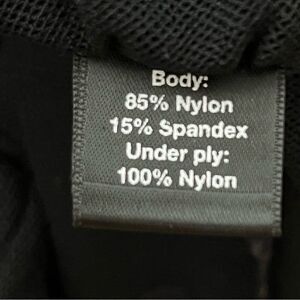 Body:
85% Nylon
15% Spandex
Under ply:
100% Nylon